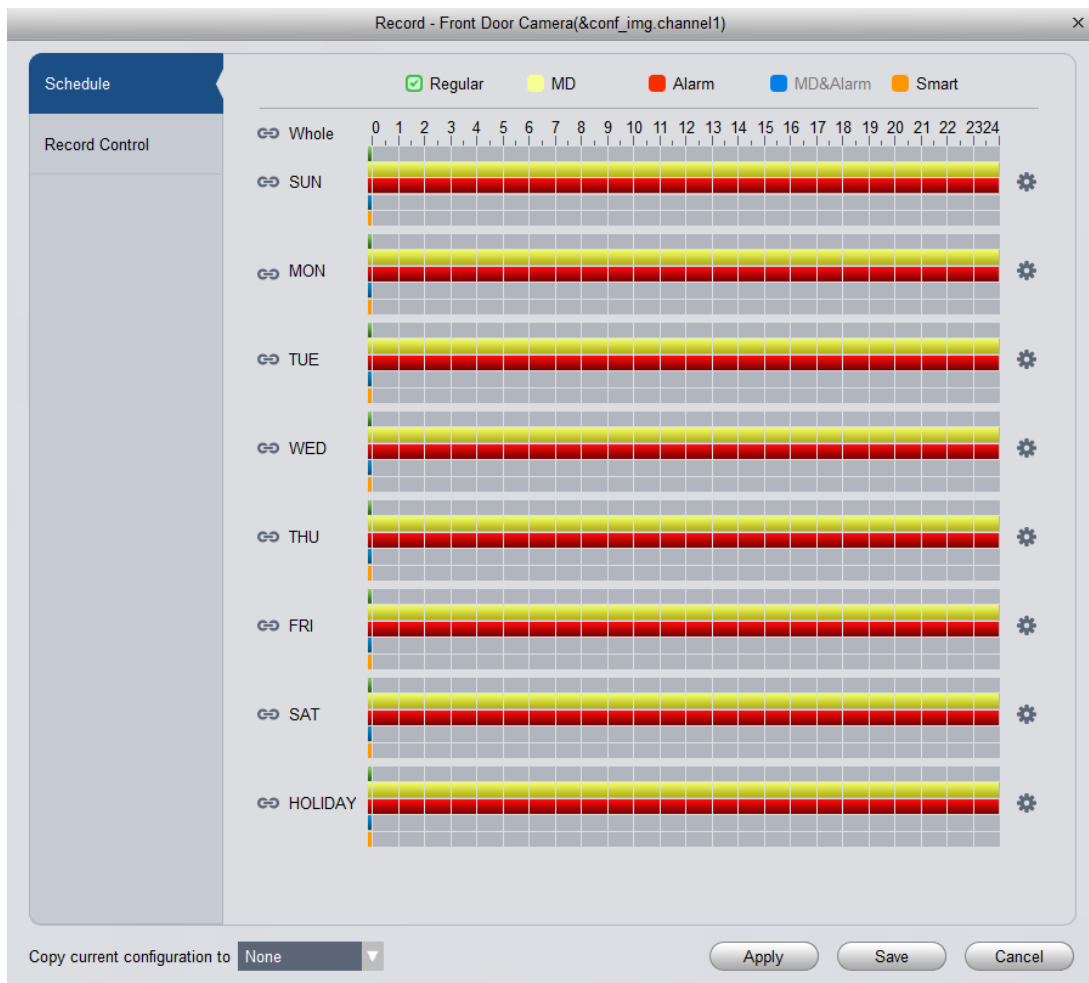 Record - Front Door Camera(&conf_img.channel1)
Schedule
Regular MD Alarm MD&Alarm Smart
Whole 0 1 2 3 4 5 6 7 8 9 10 11 12 13 14 15 16 17 18 19 20 21 22 2324
Record Control
SUN
MON
TUE
WED
THU
FRI
SAT
HOLIDAY
Copy current configuration to None Apply Save Cancel